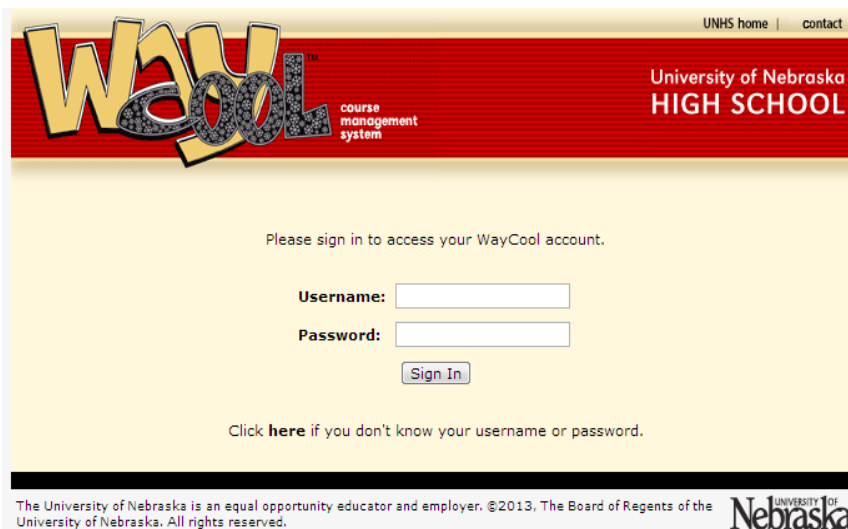 UNHS home | contact
WayCool™
course
management
system
University of Nebraska
HIGH SCHOOL
Please sign in to access your WayCool account.
Username:
Password:
Sign In
Click here if you don't know your username or password.
The University of Nebraska is an equal opportunity educator and employer. ©2013, The Board of Regents of the
University of Nebraska. All rights reserved.
UNIVERSITY OF
Nebraska